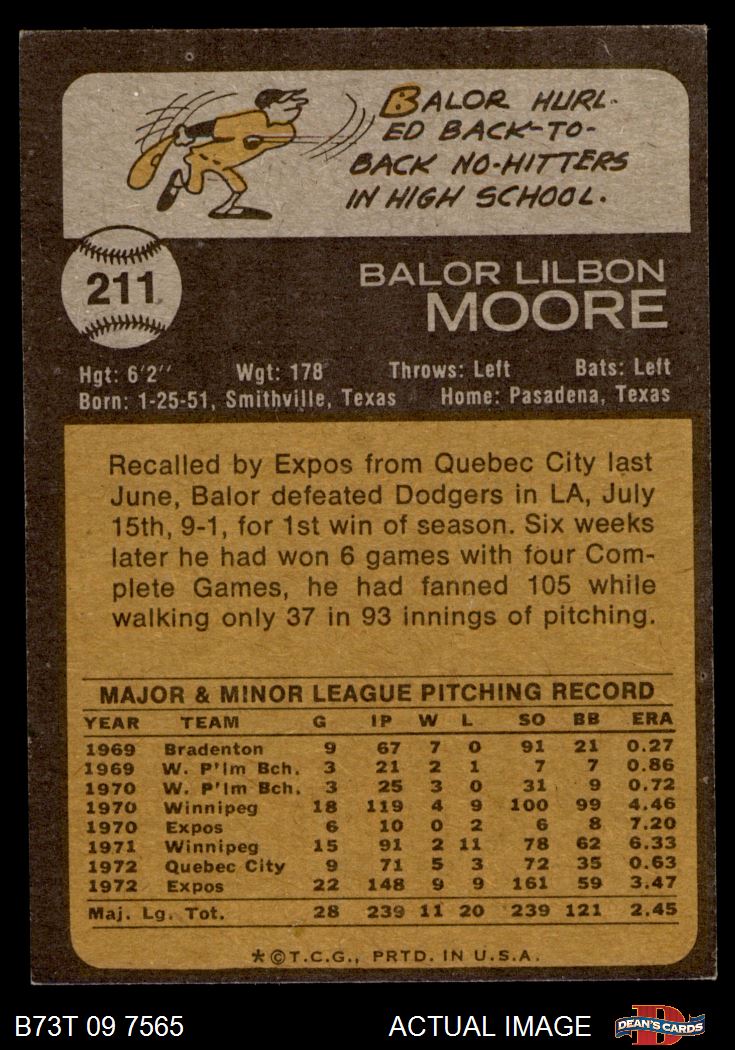 BALOR HURL-
ED BACK-TO-
BACK NO-HITTERS
IN HIGH SCHOOL.
211
BALOR LILBON
MOORE
Hgt: 6'2" Wgt: 178 Throws: Left Bats: Left
Born: 1-25-51, Smithville, Texas Home: Pasadena, Texas
Recalled by Expos from Quebec City last
June, Balor defeated Dodgers in LA, July
15th, 9-1, for 1st win of season. Six weeks
later he had won 6 games with four Com-
plete Games, he had fanned 105 while
walking only 37 in 93 innings of pitching.
MAJOR & MINOR LEAGUE PITCHING RECORD
YEAR TEAM G IP W L SO BB ERA
1969 Bradenton 9 67 7 0 91 21 0.27
1969 W. P'lm Bch. 3 21 2 1 7 7 0.86
1970 W. P'lm Bch. 3 25 3 0 31 9 0.72
1970 Winnipeg 18 119 4 9 100 99 4.46
1970 Expos 6 10 0 2 6 8 7.20
1971 Winnipeg 15 91 2 11 78 62 6.33
1972 Quebec City 9 71 5 3 72 35 0.63
1972 Expos 22 148 9 9 161 59 3.47
Maj. Lg. Tot. 28 239 11 20 239 121 2.45
*©T.C.G., PRTD. IN U.S.A.
B73T 09 7565 ACTUAL IMAGE DEAN'S CARDS